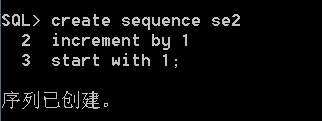 SQL> create sequence se2
2 increment by 1
3 start with 1;
序列已创建。